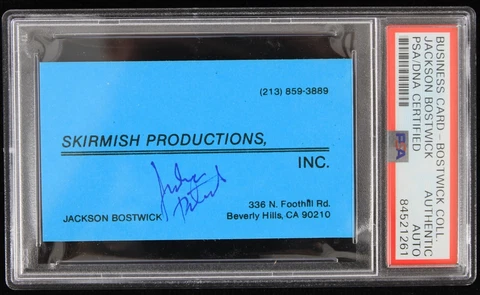 (213) 859-3889
SKIRMISH PRODUCTIONS,
INC.
JACKSON BOSTWICK
336 N. Foothill Rd.
Beverly Hills, CA 90210
BUSINESS CARD - BOSTWICK COLL.
JACKSON BOSTWICK
PSA/DNA CERTIFIED
PSA
AUTHENTIC
AUTO
84521261